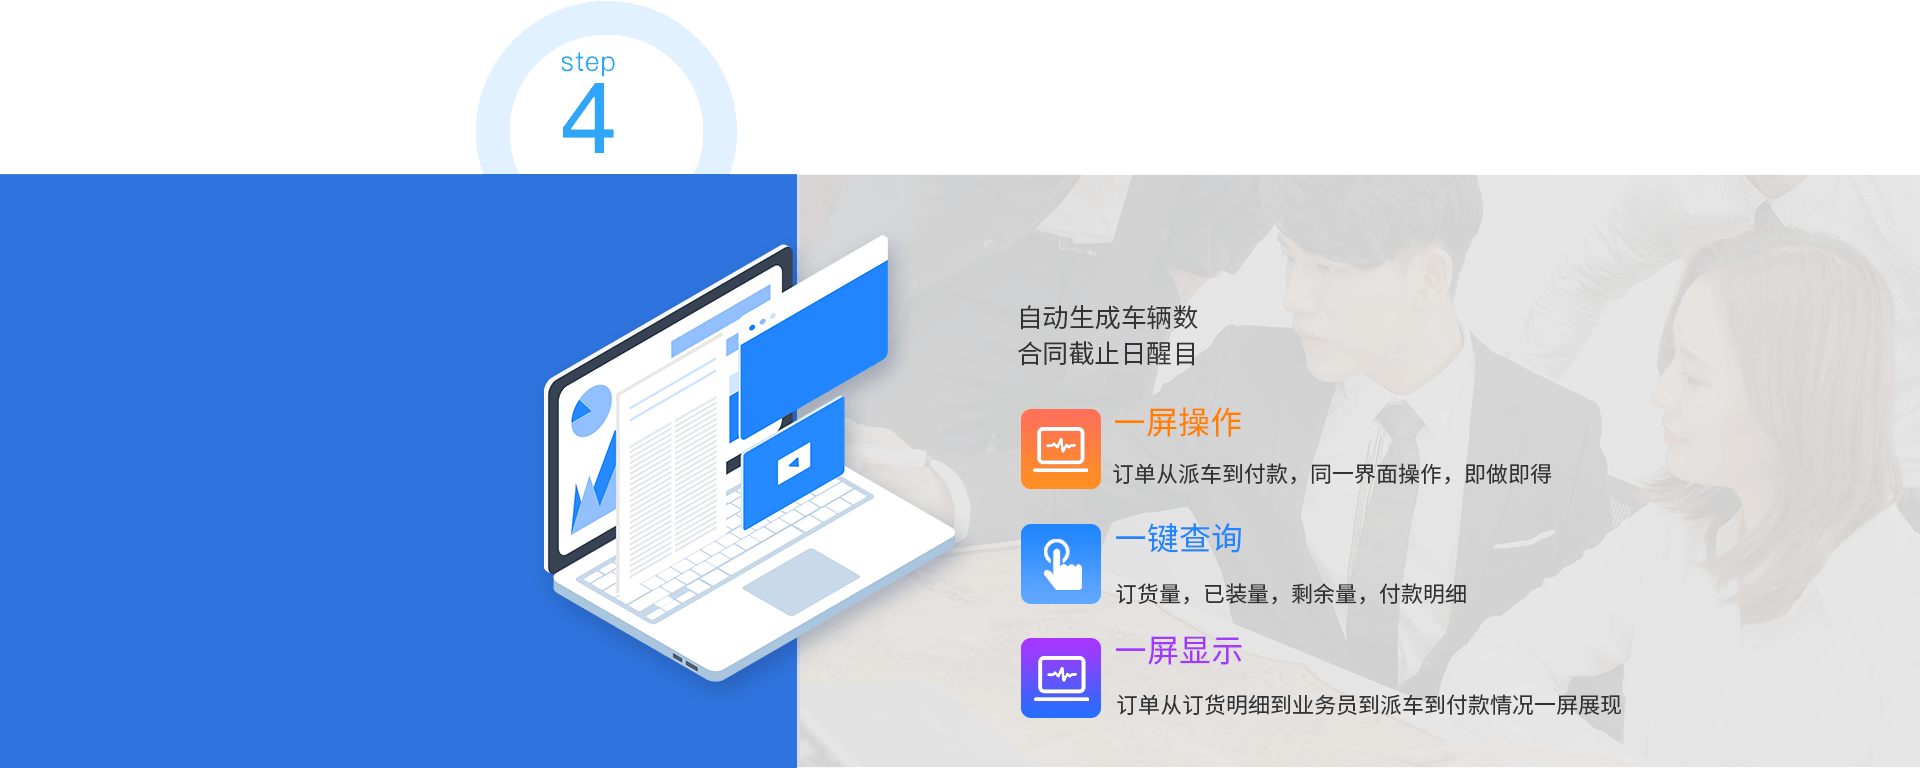 step
4
自动生成车辆数
合同截止日醒目
一屏操作
订单从派车到付款，同一界面操作，即做即得
一键查询
订货量，已装量，剩余量，付款明细
一屏显示
订单从订货明细到业务员到派车到付款情况一屏展现